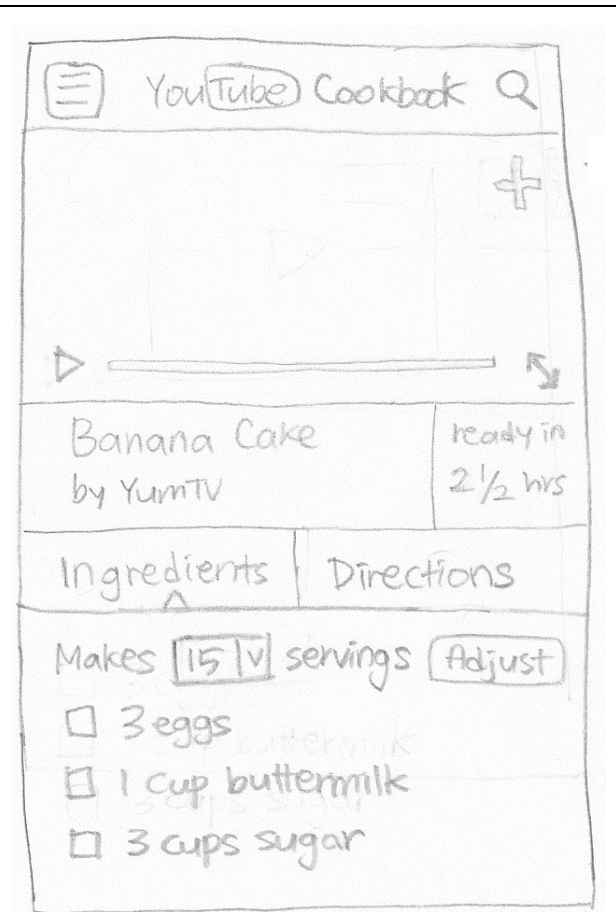 YouTube Cookbook
Banana Cake
by YumTV
ready in
2 1/2 hrs
Ingredients
Directions
Makes 15 v servings Adjust
3 eggs
1 cup buttermilk
3 cups sugar